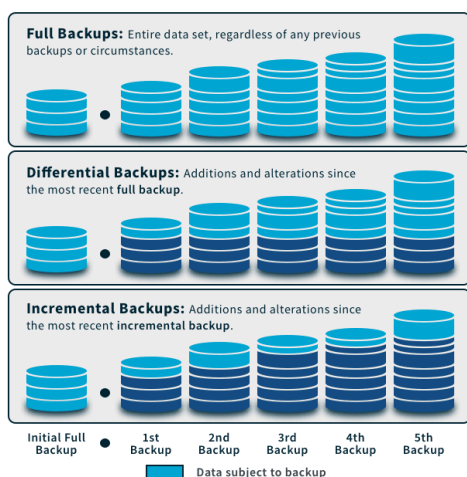 Full Backups: Entire data set, regardless of any previous
backups or circumstances.
Differential Backups: Additions and alterations since
the most recent full backup.
Incremental Backups: Additions and alterations since
the most recent incremental backup.
Initial Full
Backup
1st
Backup
2nd
Backup
3rd
Backup
4th
Backup
5th
Backup
Data subject to backup